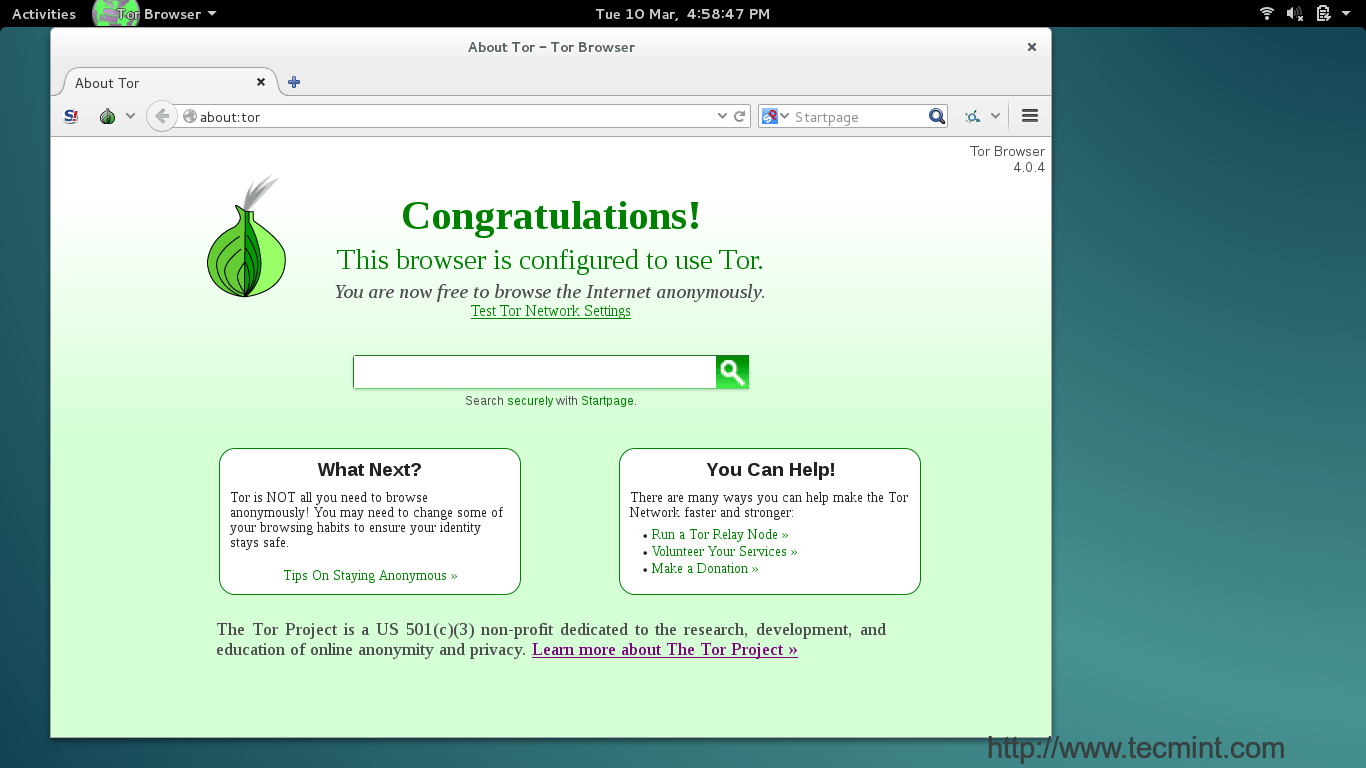 Activities Tor Browser Tue 10 Mar, 4:58:47 PM
About Tor – Tor Browser
About Tor
S! about:tor Startpage
Tor Browser
4.0.4
Congratulations!
This browser is configured to use Tor.
You are now free to browse the Internet anonymously.
Test Tor Network Settings
Search securely with Startpage.
What Next?
Tor is NOT all you need to browse
anonymously! You may need to change some of
your browsing habits to ensure your identity
stays safe.
Tips On Staying Anonymous »
You Can Help!
There are many ways you can help make the Tor
Network faster and stronger:
• Run a Tor Relay Node »
• Volunteer Your Services »
• Make a Donation »
The Tor Project is a US 501(c)(3) non-profit dedicated to the research, development, and
education of online anonymity and privacy. Learn more about The Tor Project »
http://www.tecmint.com